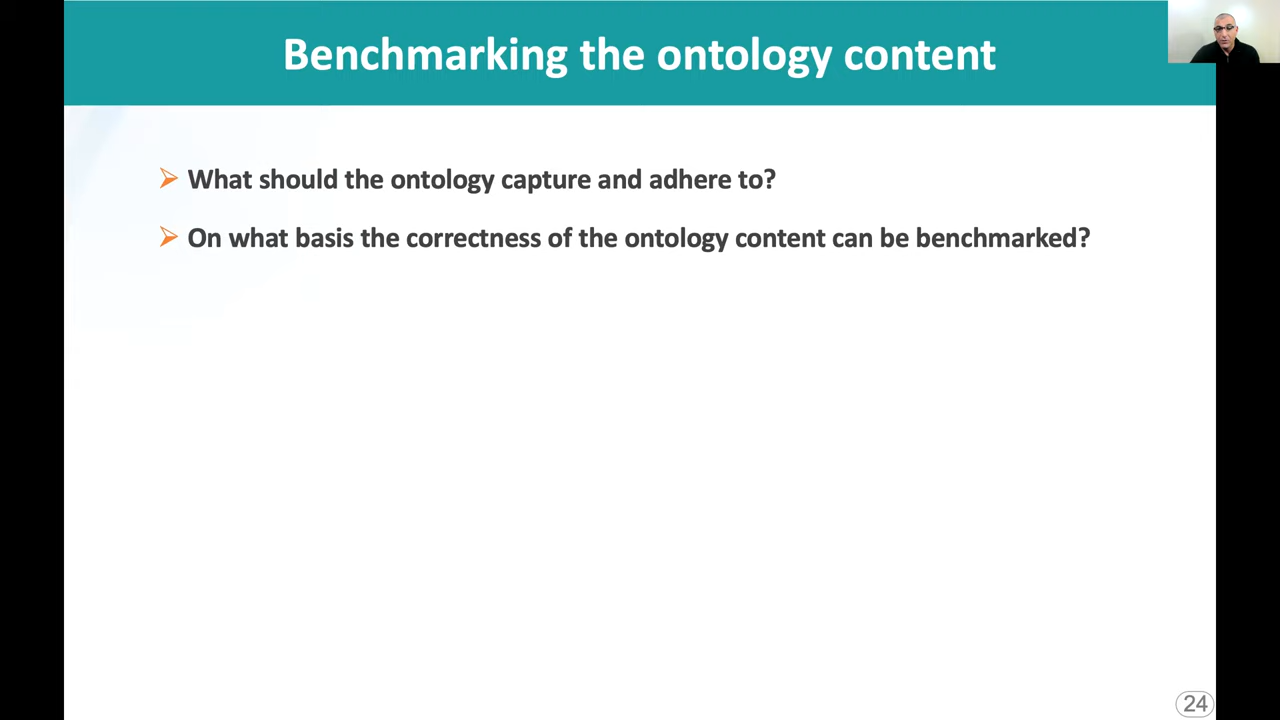 Benchmarking the ontology content
What should the ontology capture and adhere to?
On what basis the correctness of the ontology content can be benchmarked?
24